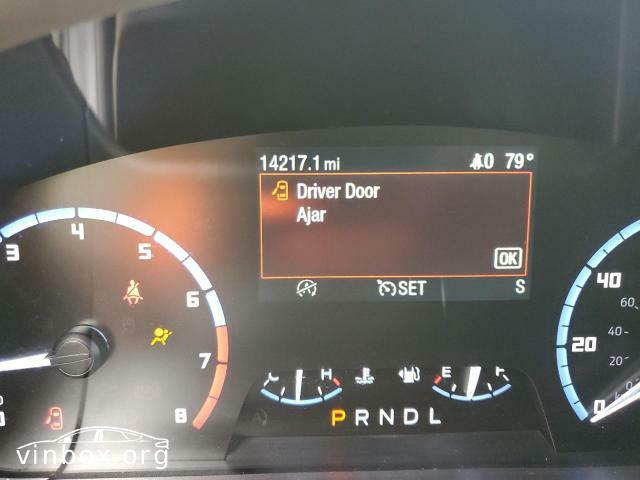 14217.1 mi 0 79°
Driver Door
Ajar
OK
SET S
3 4 5 6 7 8
40
60
40
20
20
0
C H E F
P R N D L
vinbox.org